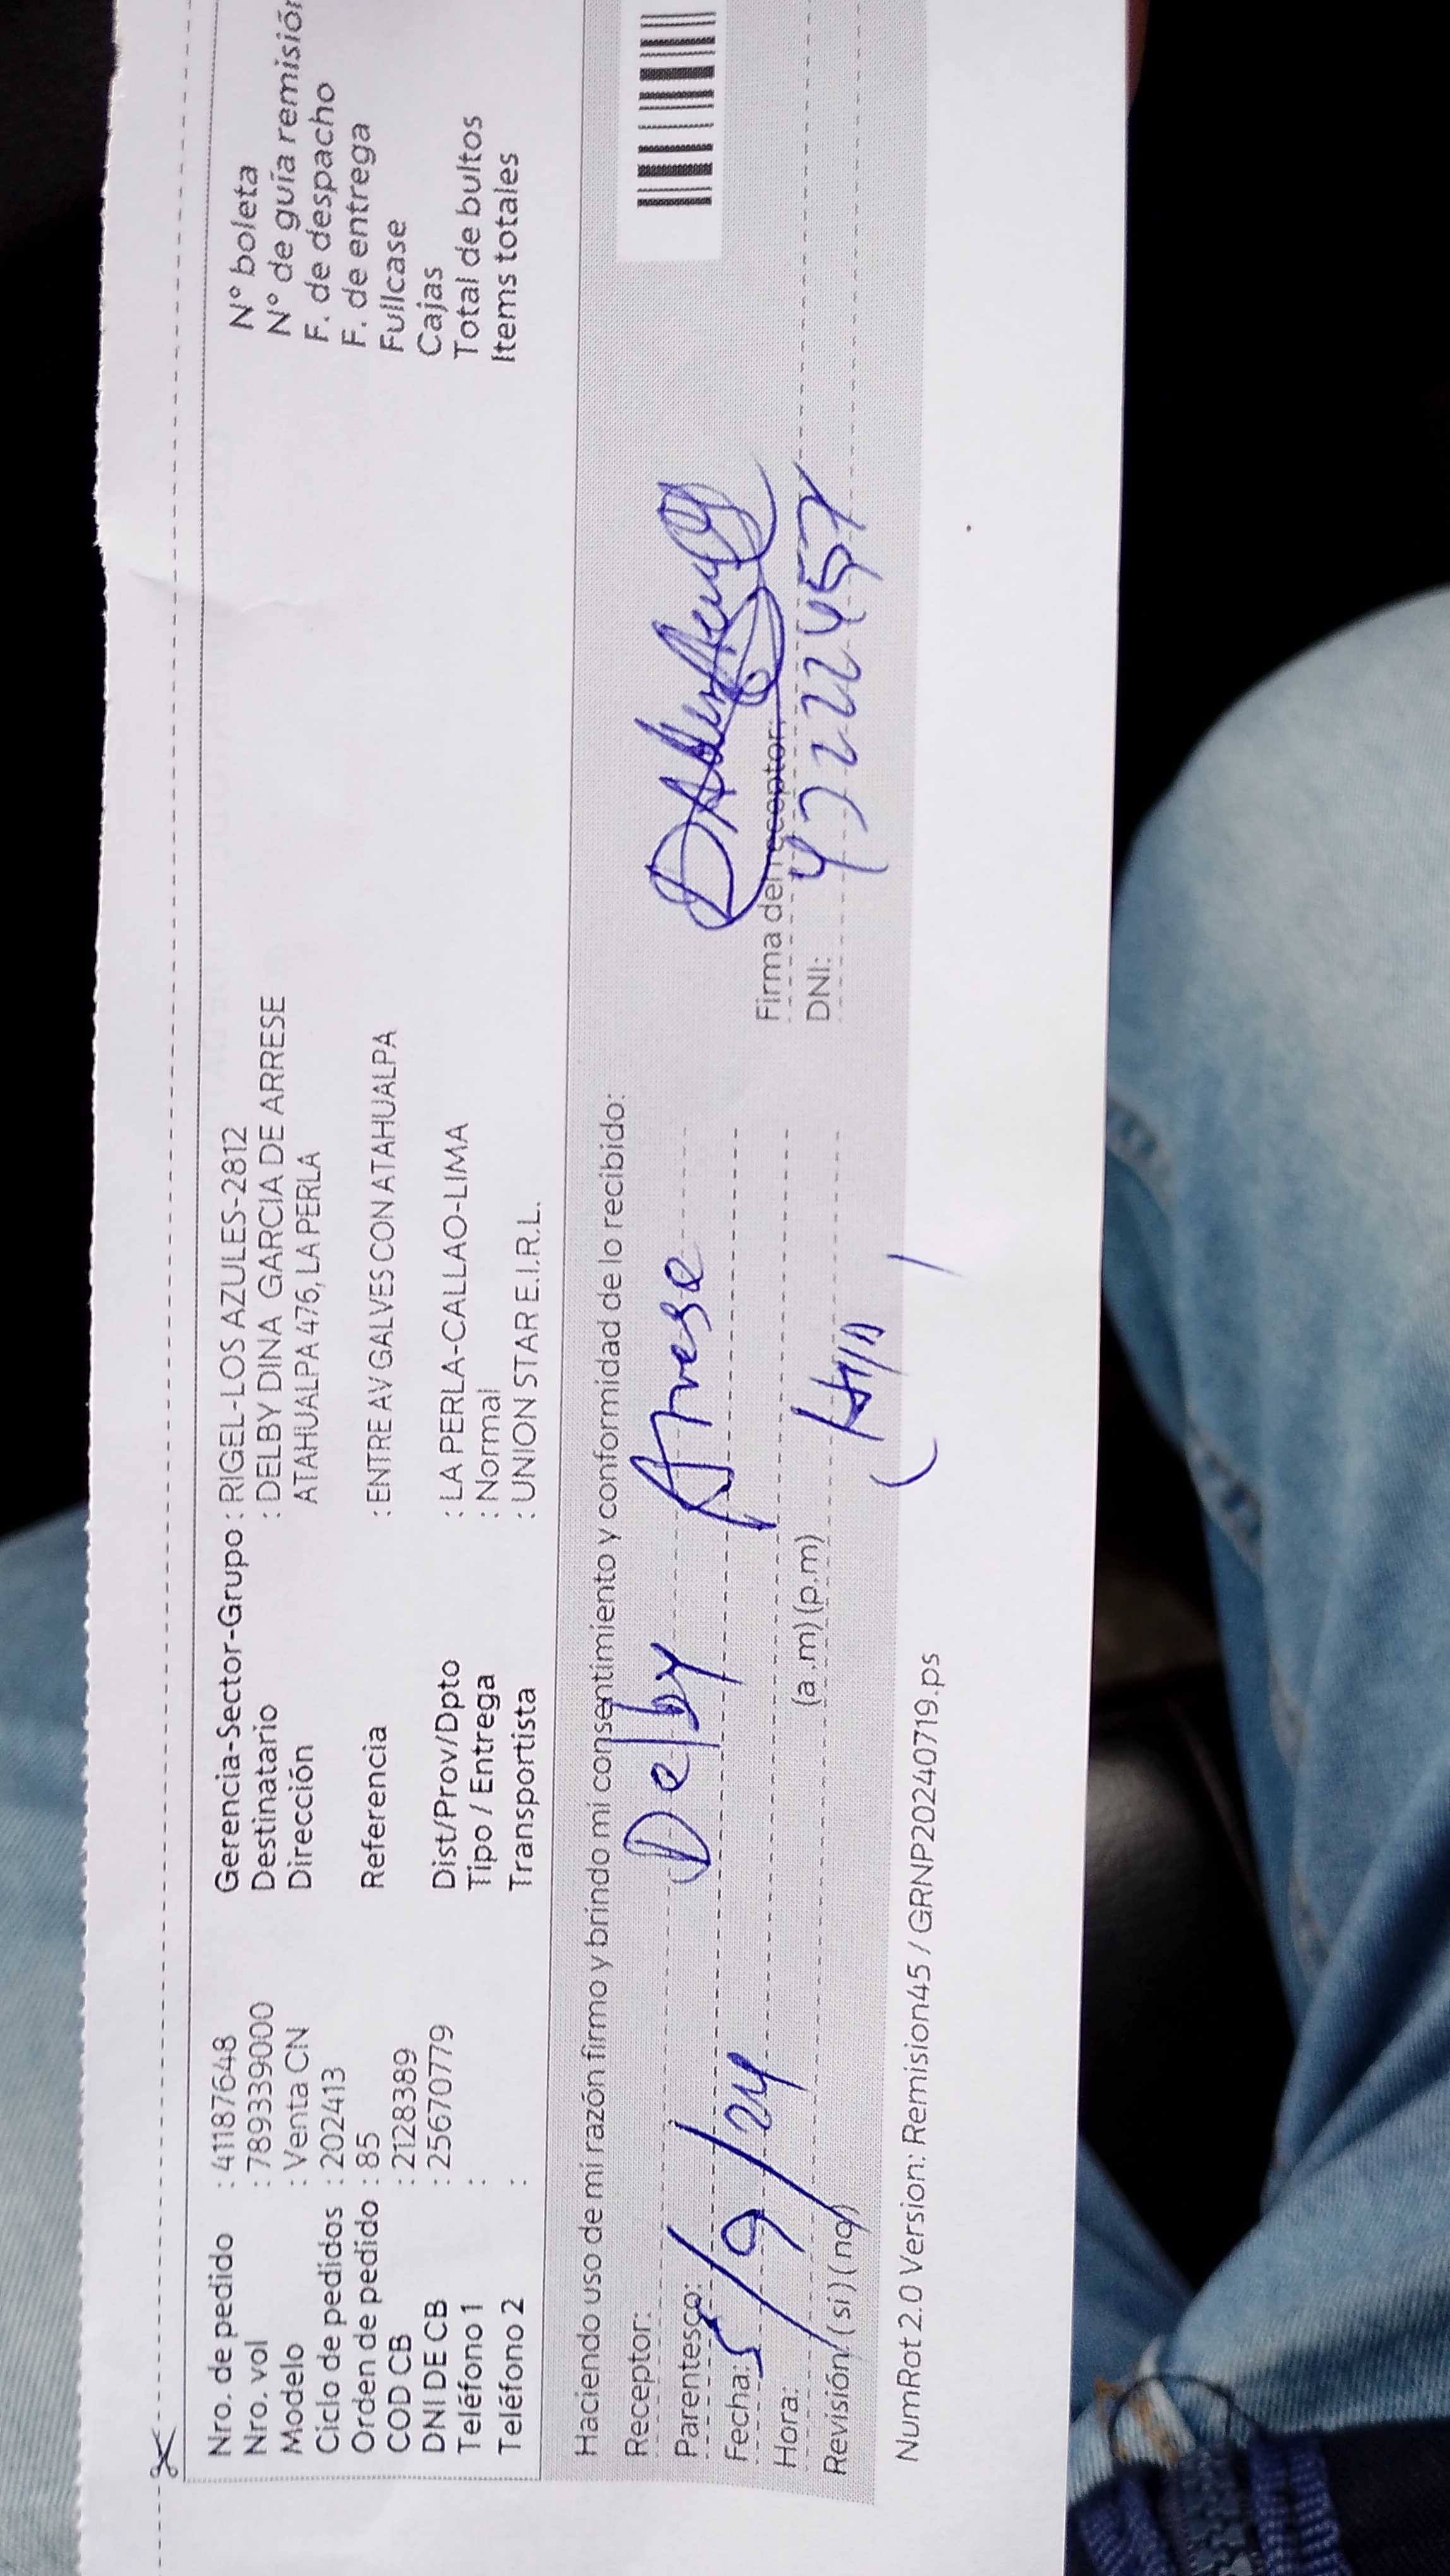 Nro. de pedido : 41187648
Nro. vol : 789339000
Modelo : Venta CN
Ciclo de pedidos : 202413
Orden de pedido : 85
COD CB : 2128389
DNI DE CB : 25670779
Teléfono 1 :
Teléfono 2 :
Gerencia-Sector-Grupo : RIGEL-LOS AZULES-2812
Destinatario : DELBY DINA GARCIA DE ARRESE
Dirección ATAHUALPA 476, LA PERLA
Referencia : ENTRE AV GALVES CON ATAHUALPA
Dist/Prov/Dpto : LA PERLA-CALLAO-LIMA
Tipo / Entrega : Normal
Transportista : UNION STAR E.I.R.L.
N° boleta
N° de guía remisión
F. de despacho
F. de entrega
Fullcase
Cajas
Total de bultos
Items totales
Haciendo uso de mi razón firmo y brindo mi consentimiento y conformidad de lo recibido:
Receptor: Delby Arrese
Parentesco:
Fecha: 5/9/24
Hora: (a.m)(p.m)
Revisión (si)(no)
Firma del receptor:
DNI: 43222457
NumRot 2.0 Version: Remision45 / GRNP20240719.ps